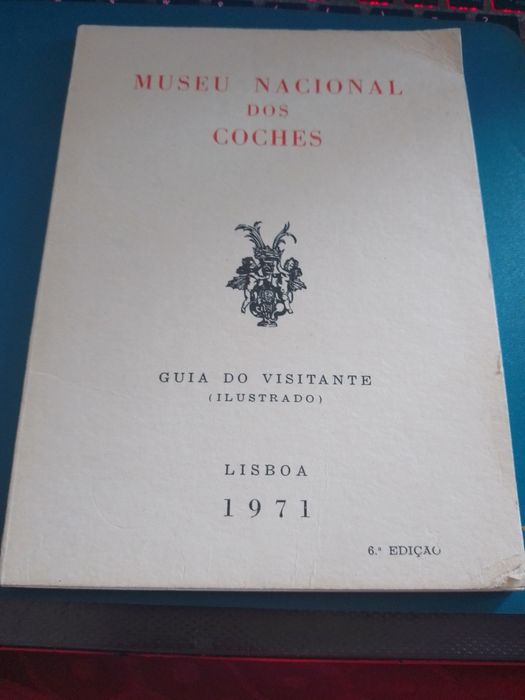 MUSEU NACIONAL
DOS
COCHES
GUIA DO VISITANTE
(ILUSTRADO)
LISBOA
1971
6.ª EDIÇÃO